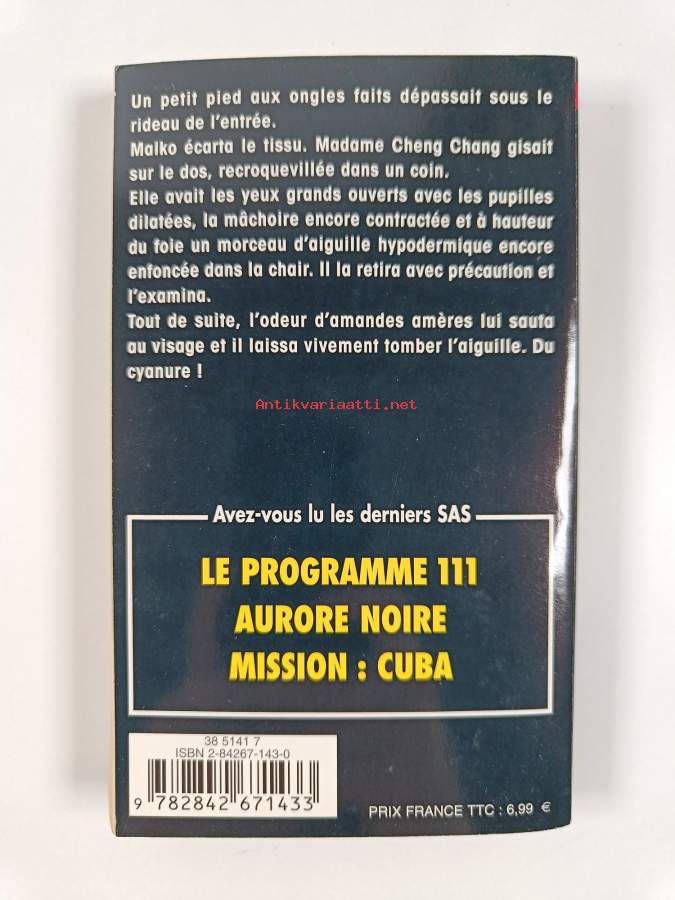 Un petit pied aux ongles faits dépassait sous le
rideau de l'entrée.
Malko écarta le tissu. Madame Cheng Chang gisait
sur le dos, recroquevillée dans un coin.
Elle avait les yeux grands ouverts avec les pupilles
dilatées, la mâchoire encore contractée et à hauteur
du foie un morceau d'aiguille hypodermique encore
enfoncée dans la chair. Il la retira avec précaution et
l'examina.
Tout de suite, l'odeur d'amandes amères lui sauta
au visage et il laissa vivement tomber l'aiguille. Du
cyanure !
Antikvariaatti.net
Avez-vous lu les derniers SAS
LE PROGRAMME 111
AURORE NOIRE
MISSION : CUBA
38 5141 7
ISBN 2-84267-143-0
9 782842 671433
PRIX FRANCE TTC : 6,99 €